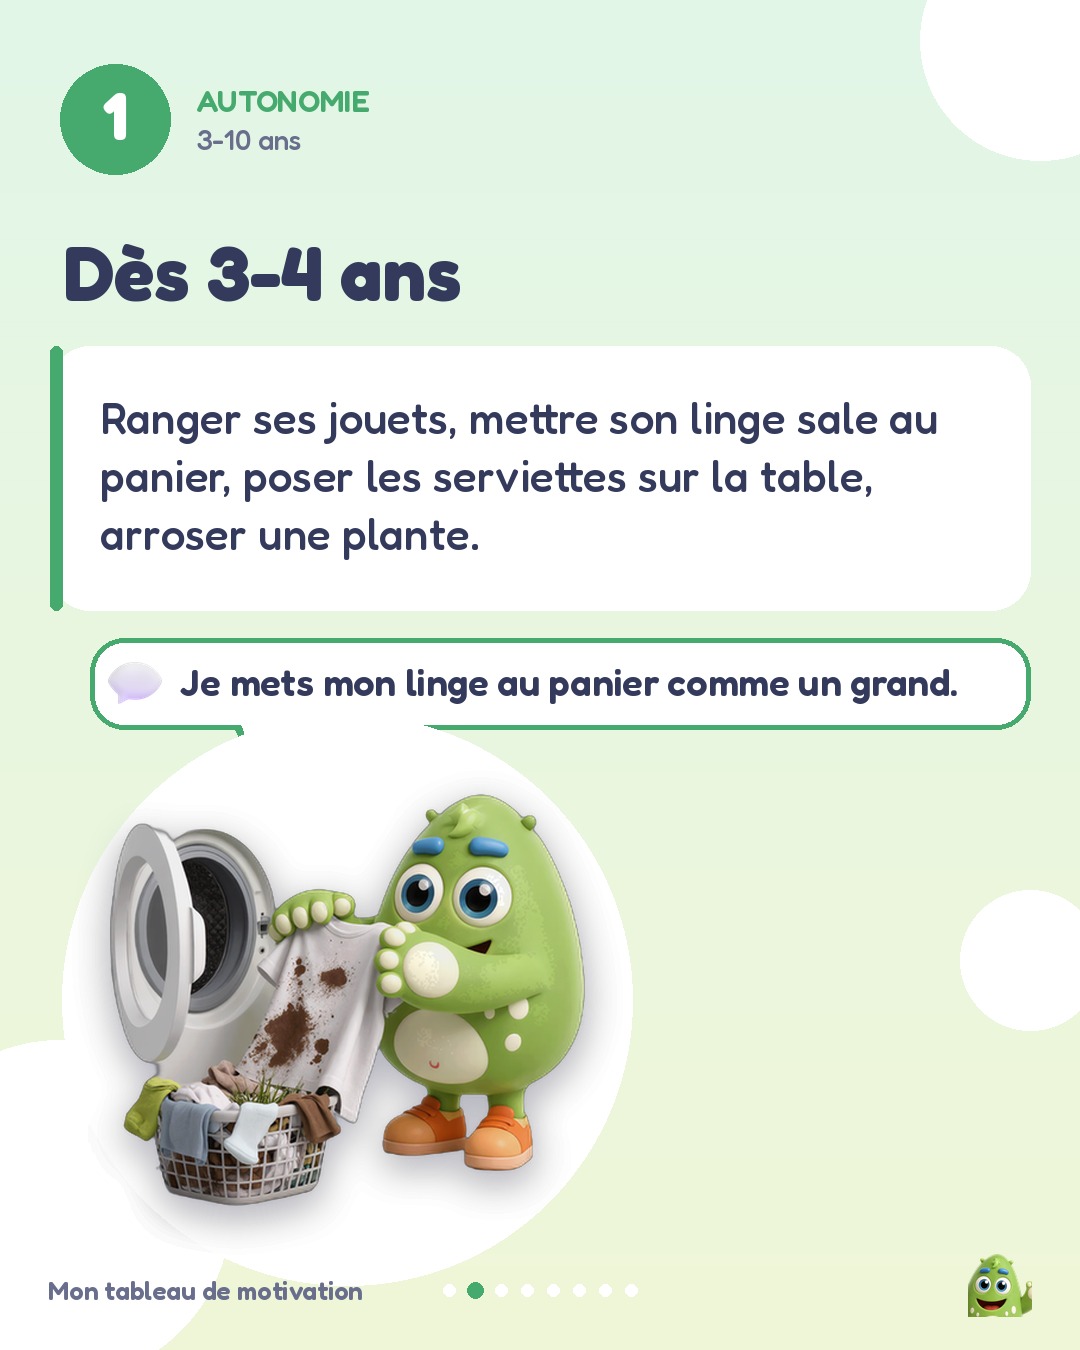 1
AUTONOMIE
3-10 ans
Dès 3-4 ans
Ranger ses jouets, mettre son linge sale au
panier, poser les serviettes sur la table,
arroser une plante.
Je mets mon linge au panier comme un grand.
Mon tableau de motivation